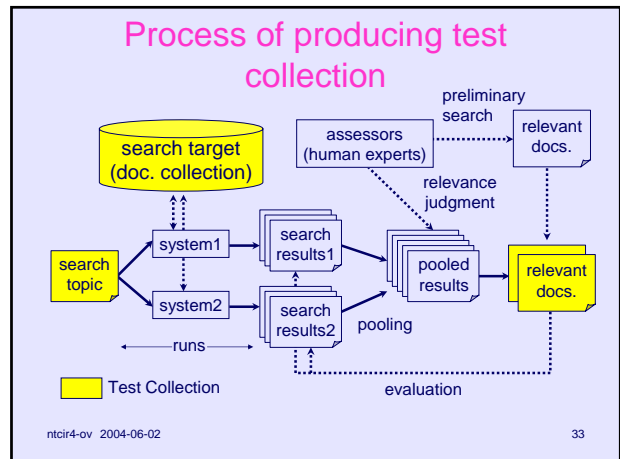 Process of producing test
collection
preliminary
search
search target
(doc. collection)
assessors
(human experts)
relevant
docs.
relevance
judgment
search
topic
system1
system2
search
results1
search
results2
pooled
results
relevant
docs.
pooling
runs
Test Collection
evaluation
ntcir4-ov 2004-06-02
33